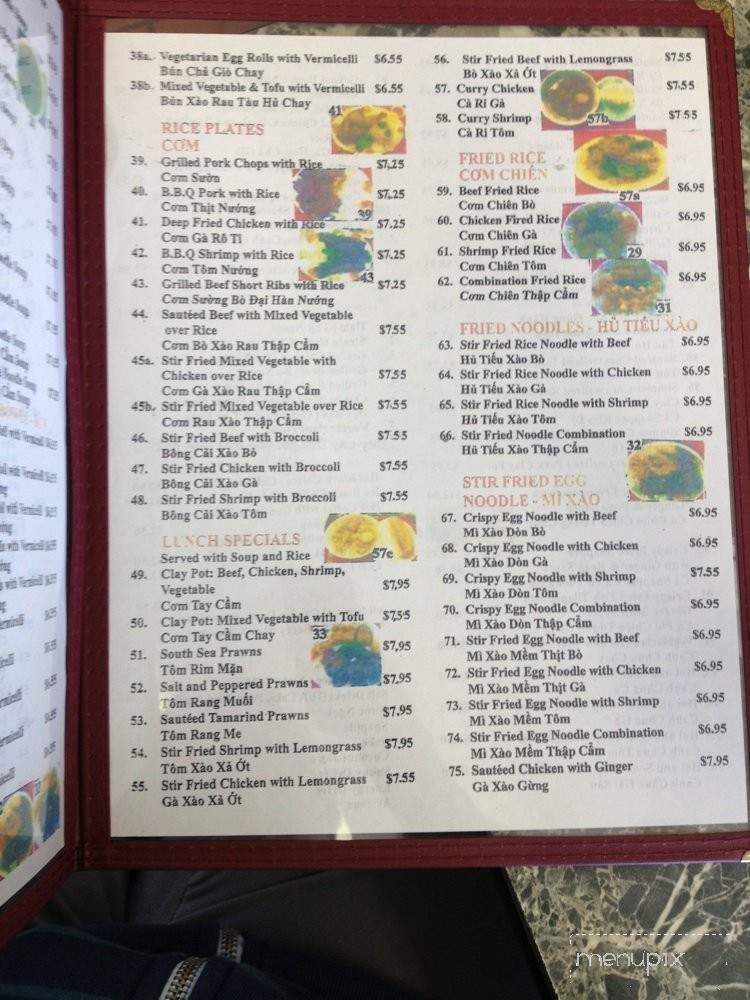 38a. Vegetarian Egg Rolls with Vermicelli $6.55
Bún Chả Giò Chay
38b. Mixed Vegetable & Tofu with Vermicelli $6.55
Bún Xào Rau Tàu Hủ Chay
41
RICE PLATES
CƠM
39. Grilled Pork Chops with Rice $7.25
Cơm Sườn
40. B.B.Q Pork with Rice $7.25
Cơm Thịt Nướng
39
41. Deep Fried Chicken with Rice $7.25
Cơm Gà Rô Ti
42. B.B.Q Shrimp with Rice $7.25
Cơm Tôm Nướng
43
43. Grilled Beef Short Ribs with Rice $7.25
Cơm Sường Bò Đại Hàn Nướng
44. Sautéed Beef with Mixed Vegetable
over Rice $755
Cơm Bò Xào Rau Thập Cẩm
45a. Stir Fried Mixed Vegetable with
Chicken over Rice $7.55
Cơm Gà Xào Rau Thập Cẩm
45b. Stir Fried Mixed Vegetable over Rice $7.55
Cơm Rau Xào Thập Cẩm
46. Stir Fried Beef with Broccoli $7.55
Bông Cải Xào Bò
47. Stir Fried Chicken with Broccoli $7.55
Bông Cải Xào Gà
48. Stir Fried Shrimp with Broccoli $7.55
Bông Cải Xào Tôm
LUNCH SPECIALS
Served with Soup and Rice
57c
49. Clay Pot: Beef, Chicken, Shrimp,
Vegetable $7,95
Cơm Tay Cầm
50. Clay Pot: Mixed Vegetable with Tofu $7,55
Cơm Tay Cầm Chay
33
51. South Sea Prawns $7,95
Tôm Rim Mặn
52. Salt and Peppered Prawns $7.95
Tôm Rang Muối
53. Sautéed Tamarind Prawns $7.95
Tôm Rang Me
54. Stir Fried Shrimp with Lemongrass $7,95
Tôm Xào Xả Ớt
55. Stir Fried Chicken with Lemongrass $7.55
Gà Xào Xả Ớt
56. Stir Fried Beef with Lemongrass $7.55
Bò Xào Xả Ớt
57. Curry Chicken $7.55
Cà Ri Gà
58. Curry Shrimp $7.55
Cà Ri Tôm
57b
FRIED RICE
CƠM CHIÊN
59. Beef Fried Rice $6.95
Cơm Chiên Bò
57a
60. Chicken Fired Rice $6.95
Cơm Chiên Gà
61. Shrimp Fried Rice $6.95
Cơm Chiên Tôm
29
62. Combination Fried Rice $6.95
Cơm Chiên Thập Cẩm
31
FRIED NOODLES - HỦ TIẾU XÀO
63. Stir Fried Rice Noodle with Beef $6.95
Hủ Tiếu Xào Bò
64. Stir Fried Rice Noodle with Chicken $6.95
Hủ Tiếu Xào Gà
65. Stir Fried Rice Noodle with Shrimp $6.95
Hủ Tiếu Xào Tôm
66. Stir Fried Noodle Combination $6.95
Hủ Tiếu Xào Thập Cẩm
32
STIR FRIED EGG
NOODLE - MÌ XÀO
67. Crispy Egg Noodle with Beef $6.95
Mì Xào Dòn Bò
68. Crispy Egg Noodle with Chicken $6.95
Mì Xào Dòn Gà
69. Crispy Egg Noodle with Shrimp $7.55
Mì Xào Dòn Tôm
70. Crispy Egg Noodle Combination $6.95
Mì Xào Dòn Thập Cẩm
71. Stir Fried Egg Noodle with Beef $6.95
Mì Xào Mềm Thịt Bò
72. Stir Fried Egg Noodle with Chicken $6.95
Mì Xào Mềm Thịt Gà
73. Stir Fried Egg Noodle with Shrimp $6.95
Mì Xào Mềm Tôm
74. Stir Fried Egg Noodle Combination $6.95
Mì Xào Mềm Thập Cẩm
75. Sautéed Chicken with Ginger $7.95
Gà Xào Gừng
menupix